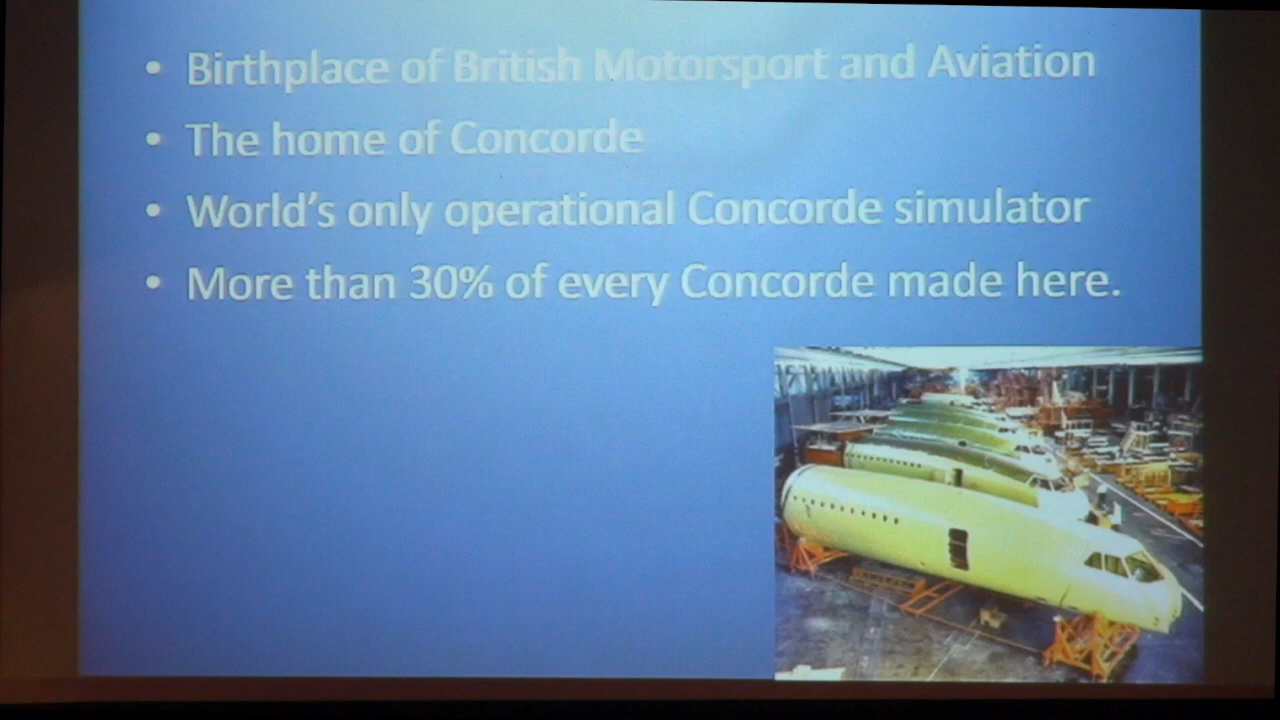 • Birthplace of British Motorsport and Aviation
• The home of Concorde
• World's only operational Concorde simulator
• More than 30% of every Concorde made here.